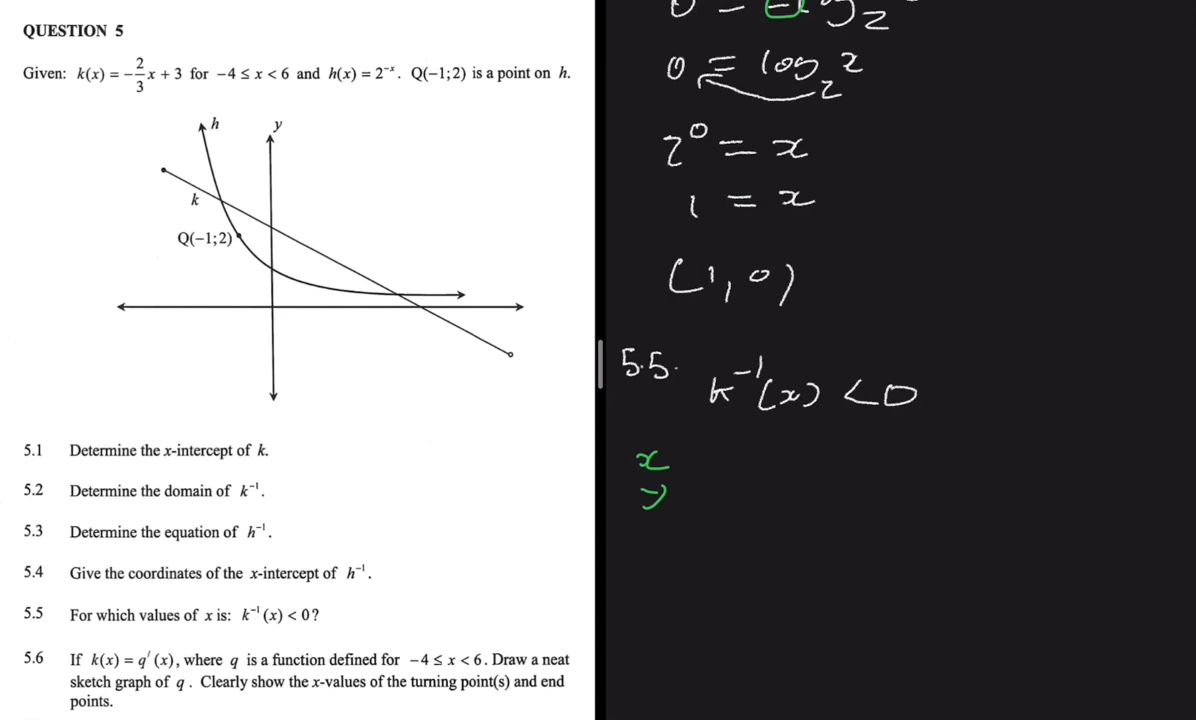 QUESTION 5
Given: k(x) = −2/3x + 3 for −4 ≤ x < 6 and h(x) = 2⁻ˣ. Q(−1;2) is a point on h.
h
y
k
Q(−1;2)
5.1 Determine the x-intercept of k.
5.2 Determine the domain of k⁻¹.
5.3 Determine the equation of h⁻¹.
5.4 Give the coordinates of the x-intercept of h⁻¹.
5.5 For which values of x is: k⁻¹(x) < 0?
5.6 If k(x) = q′(x), where q is a function defined for −4 ≤ x < 6. Draw a neat
sketch graph of q. Clearly show the x-values of the turning point(s) and end
points.
0 = log₂ x
2⁰ = x
1 = x
(1, 0)
5.5. k⁻¹(x) < 0
x